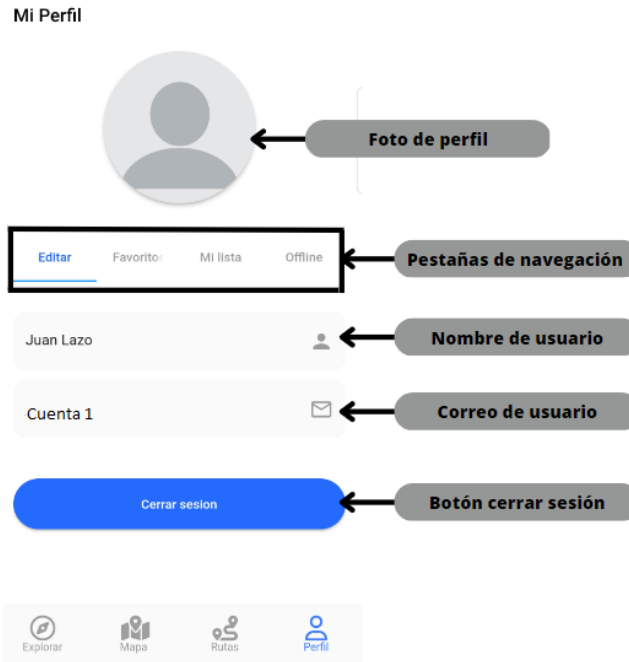 Mi Perfil
Foto de perfil
Editar Favorito Mi lista Offline
Pestañas de navegación
Juan Lazo
Nombre de usuario
Cuenta 1
Correo de usuario
Cerrar sesion
Botón cerrar sesión
Explorar Mapa Rutas Perfil